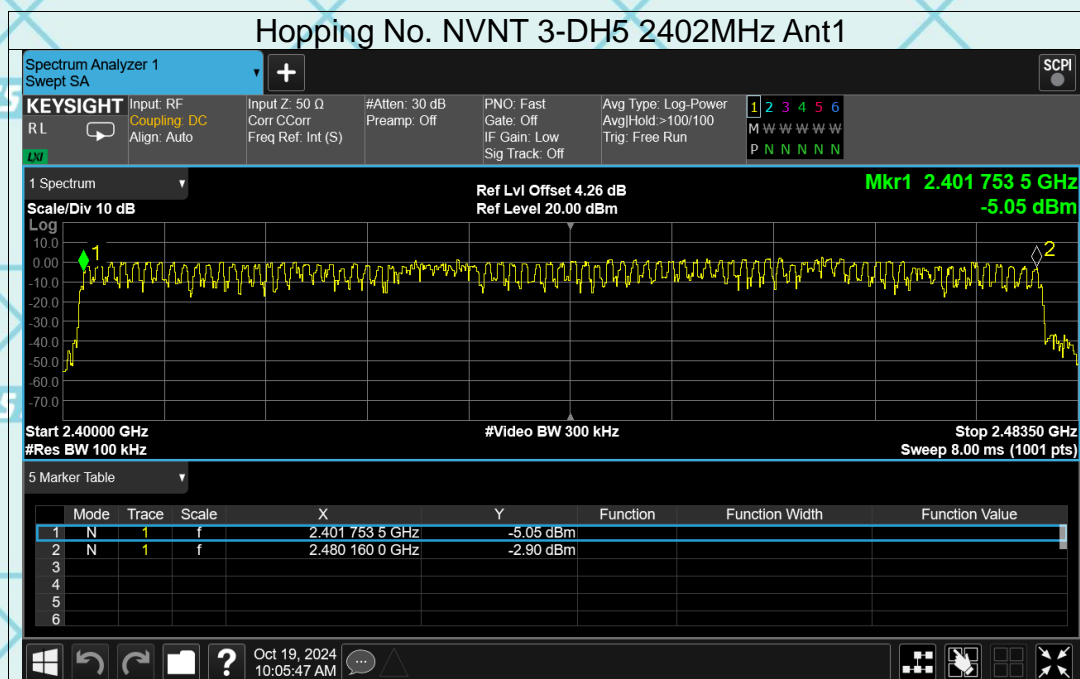 Hopping No. NVNT 3-DH5 2402MHz Ant1
Spectrum Analyzer 1
Swept SA
+
SCPI
KEYSIGHT
R L
LXI
Input: RF
Coupling: DC
Align: Auto
Input Z: 50 Ω
Corr CCorr
Freq Ref: Int (S)
#Atten: 30 dB
Preamp: Off
PNO: Fast
Gate: Off
IF Gain: Low
Sig Track: Off
Avg Type: Log-Power
Avg|Hold:>100/100
Trig: Free Run
1 2 3 4 5 6
M W W W W W
P N N N N N
1 Spectrum
Scale/Div 10 dB
Ref Lvl Offset 4.26 dB
Ref Level 20.00 dBm
Mkr1 2.401 753 5 GHz
-5.05 dBm
Log
10.0
0.00
-10.0
-20.0
-30.0
-40.0
-50.0
-60.0
-70.0
1
2
Start 2.40000 GHz
#Video BW 300 kHz
Stop 2.48350 GHz
#Res BW 100 kHz
Sweep 8.00 ms (1001 pts)
5 Marker Table
Mode Trace Scale X Y Function Function Width Function Value
1 N 1 f 2.401 753 5 GHz -5.05 dBm
2 N 1 f 2.480 160 0 GHz -2.90 dBm
3
4
5
6
?
Oct 19, 2024
10:05:47 AM